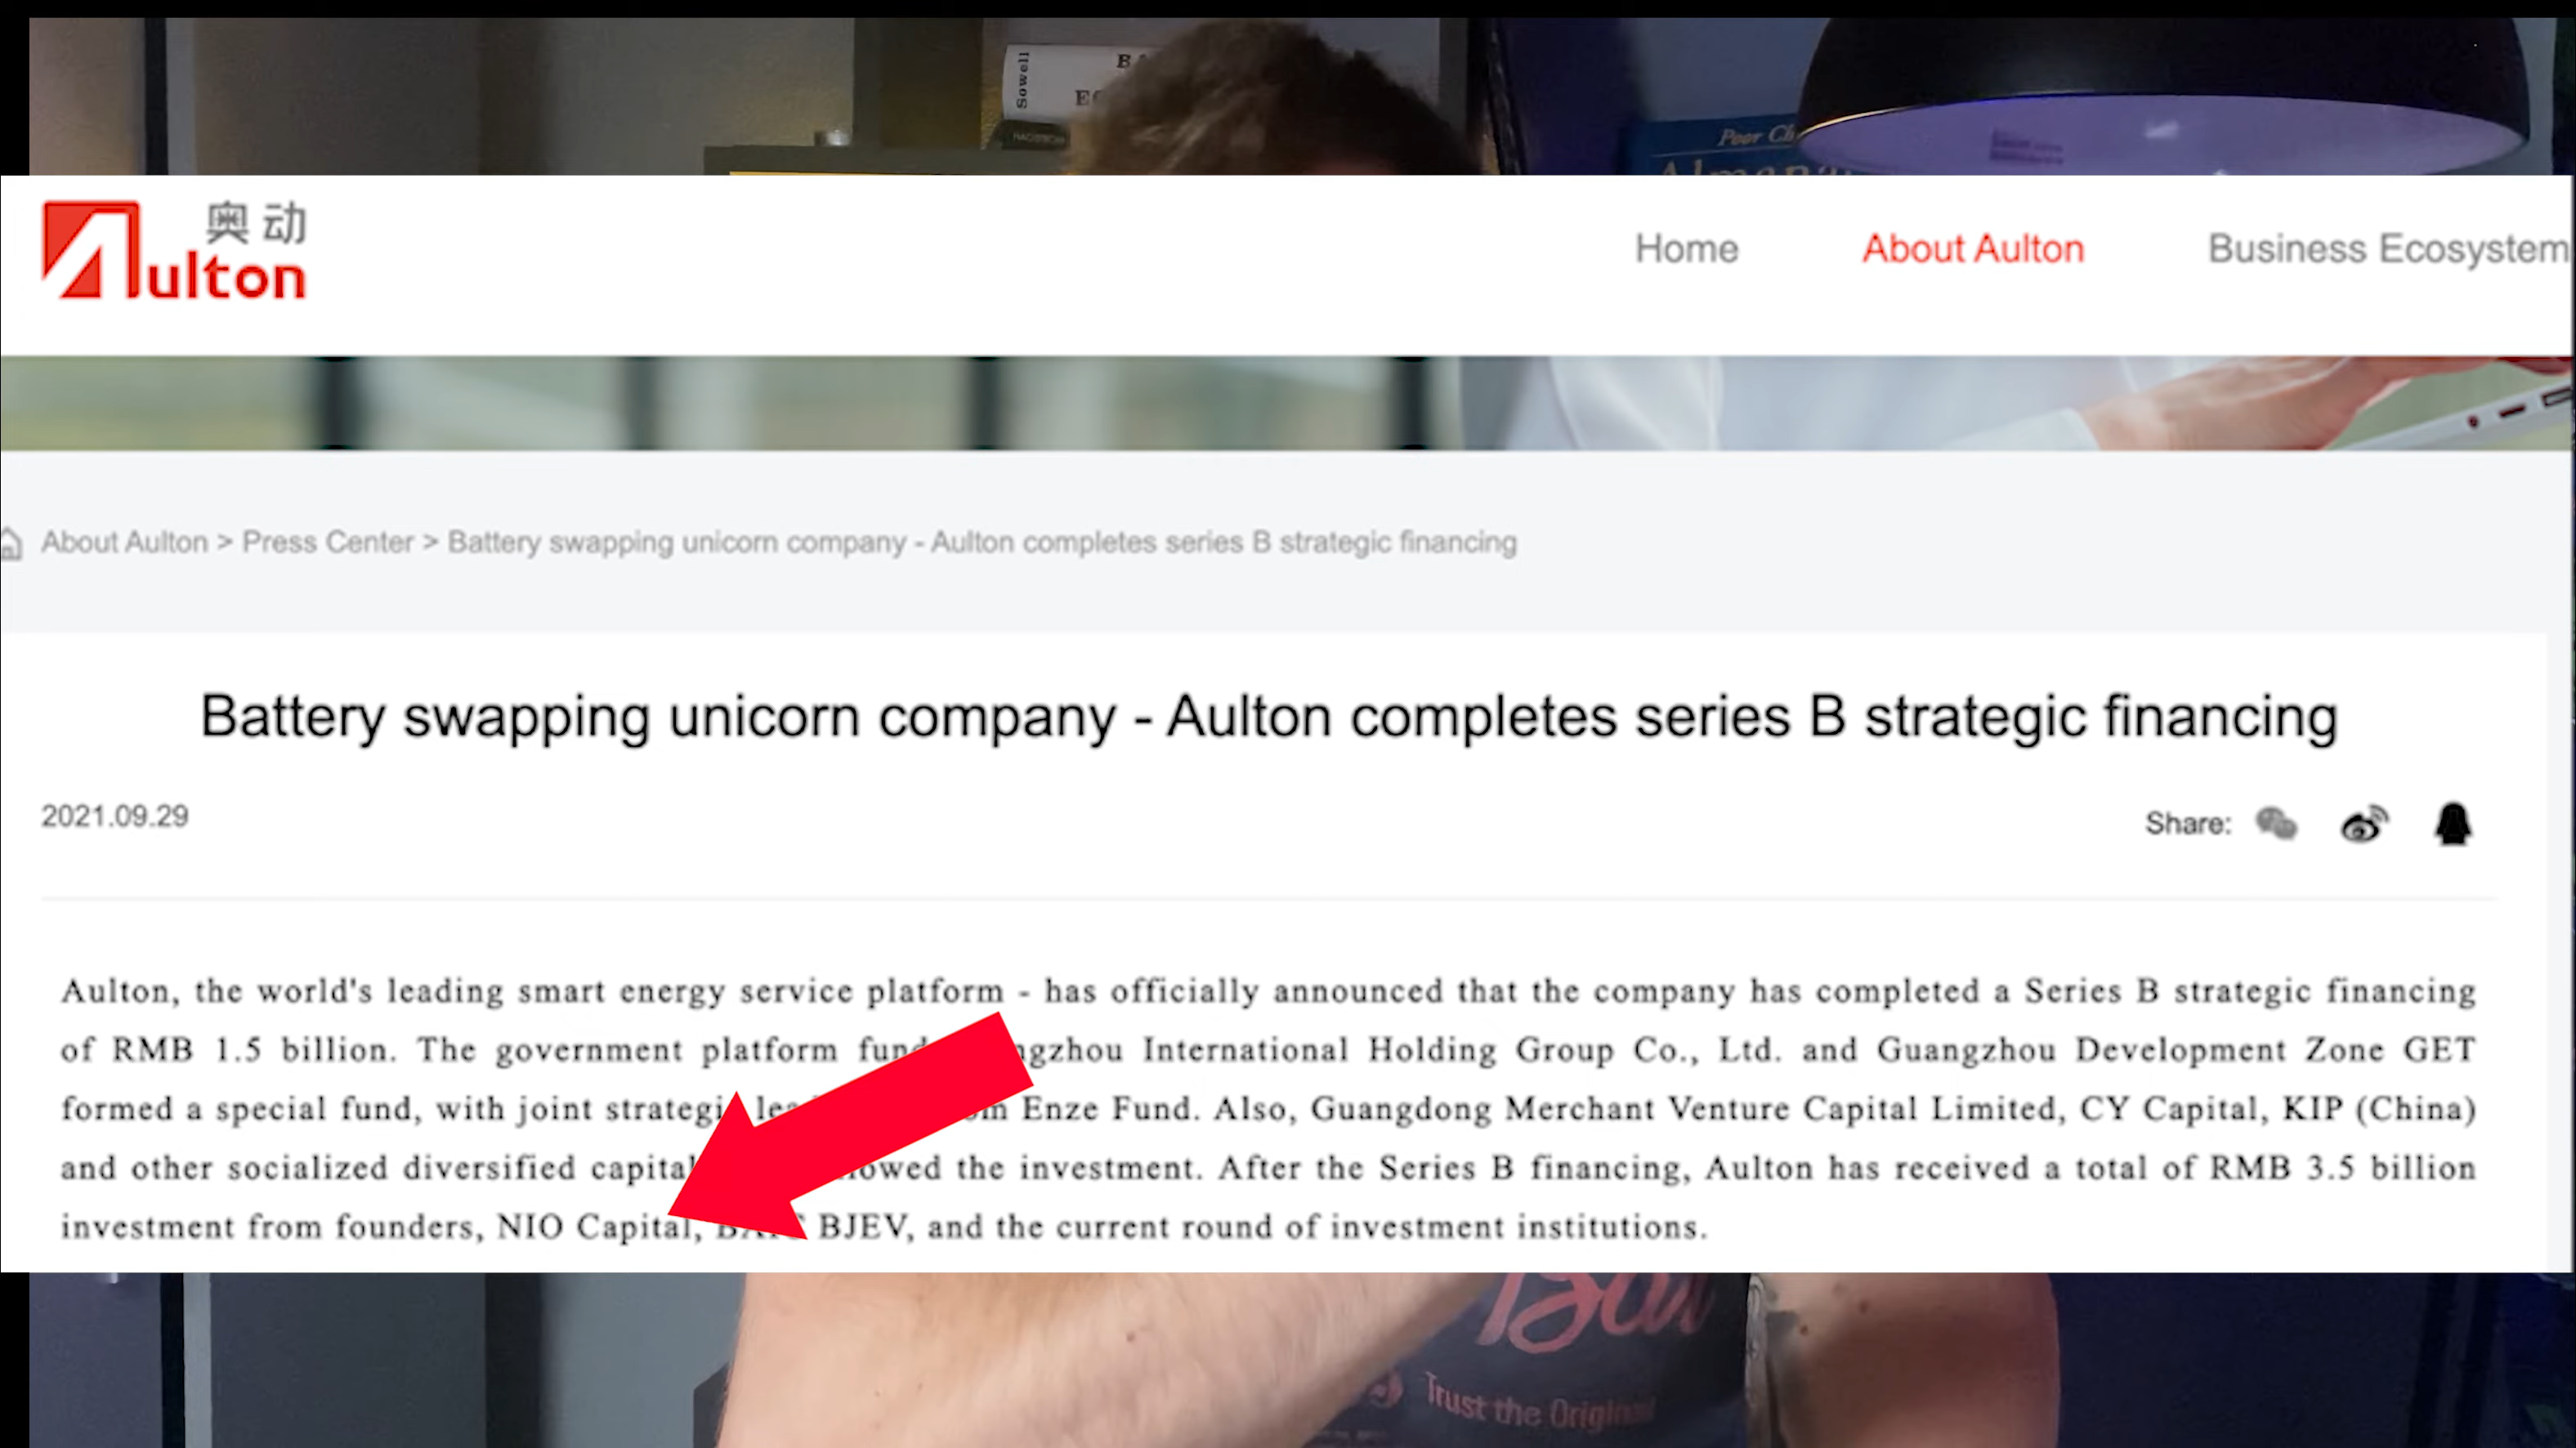 Sowell
Poor Ch
奥动
Aulton
Home About Aulton Business Ecosystem
About Aulton > Press Center > Battery swapping unicorn company - Aulton completes series B strategic financing
Battery swapping unicorn company - Aulton completes series B strategic financing
2021.09.29
Share:
Aulton, the world's leading smart energy service platform - has officially announced that the company has completed a Series B strategic financing
of RMB 1.5 billion. The government platform ngzhou International Holding Group Co., Ltd. and Guangzhou Development Zone GET
formed a special fund, with joint Enze Fund. Also, Guangdong Merchant Venture Capital Limited, CY Capital, KIP (China)
and other socialized diversified capital owed the investment. After the Series B financing, Aulton has received a total of RMB 3.5 billion
investment from founders, NIO Capital, BJEV, and the current round of investment institutions.
Trust the Original